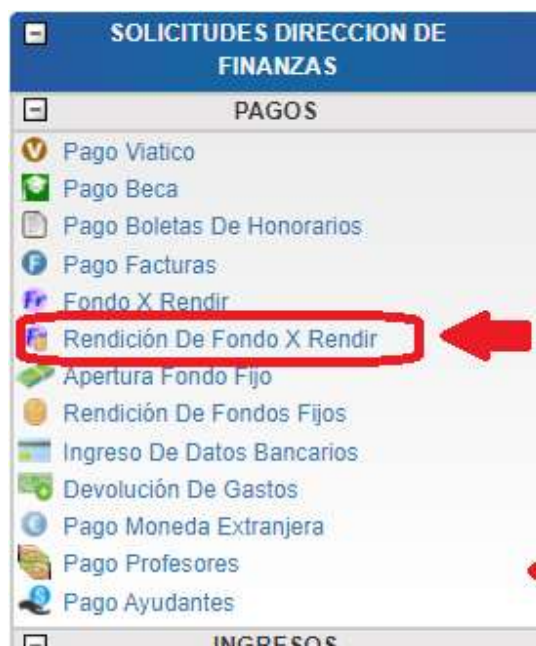 SOLICITUDES DIRECCION DE
FINANZAS
PAGOS
Pago Viatico
Pago Beca
Pago Boletas De Honorarios
Pago Facturas
Fondo X Rendir
Rendición De Fondo X Rendir
Apertura Fondo Fijo
Rendición De Fondos Fijos
Ingreso De Datos Bancarios
Devolución De Gastos
Pago Moneda Extranjera
Pago Profesores
Pago Ayudantes
INGRESOS